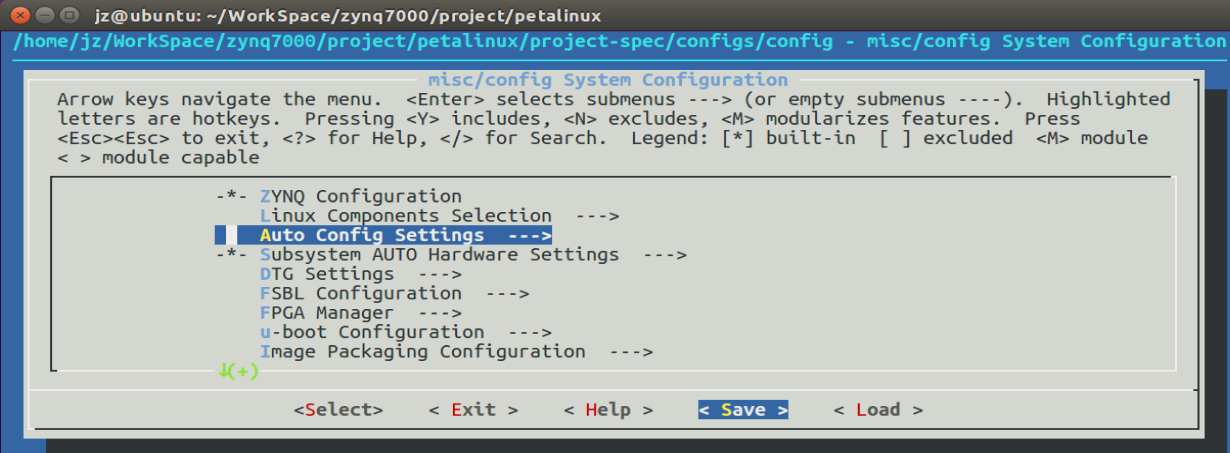 jz@ubuntu: ~/WorkSpace/zynq7000/project/petalinux
/home/jz/WorkSpace/zynq7000/project/petalinux/project-spec/configs/config - misc/config System Configuration
misc/config System Configuration
Arrow keys navigate the menu.  <Enter> selects submenus ---> (or empty submenus ----).  Highlighted
letters are hotkeys.  Pressing <Y> includes, <N> excludes, <M> modularizes features.  Press
<Esc><Esc> to exit, <?> for Help, </> for Search.  Legend: [*] built-in  [ ] excluded  <M> module
< > module capable
-*- ZYNQ Configuration
Linux Components Selection  --->
Auto Config Settings  --->
-*- Subsystem AUTO Hardware Settings  --->
DTG Settings  --->
FSBL Configuration  --->
FPGA Manager  --->
u-boot Configuration  --->
Image Packaging Configuration  --->
↓(+)
<Select>    < Exit >    < Help >    < Save >    < Load >